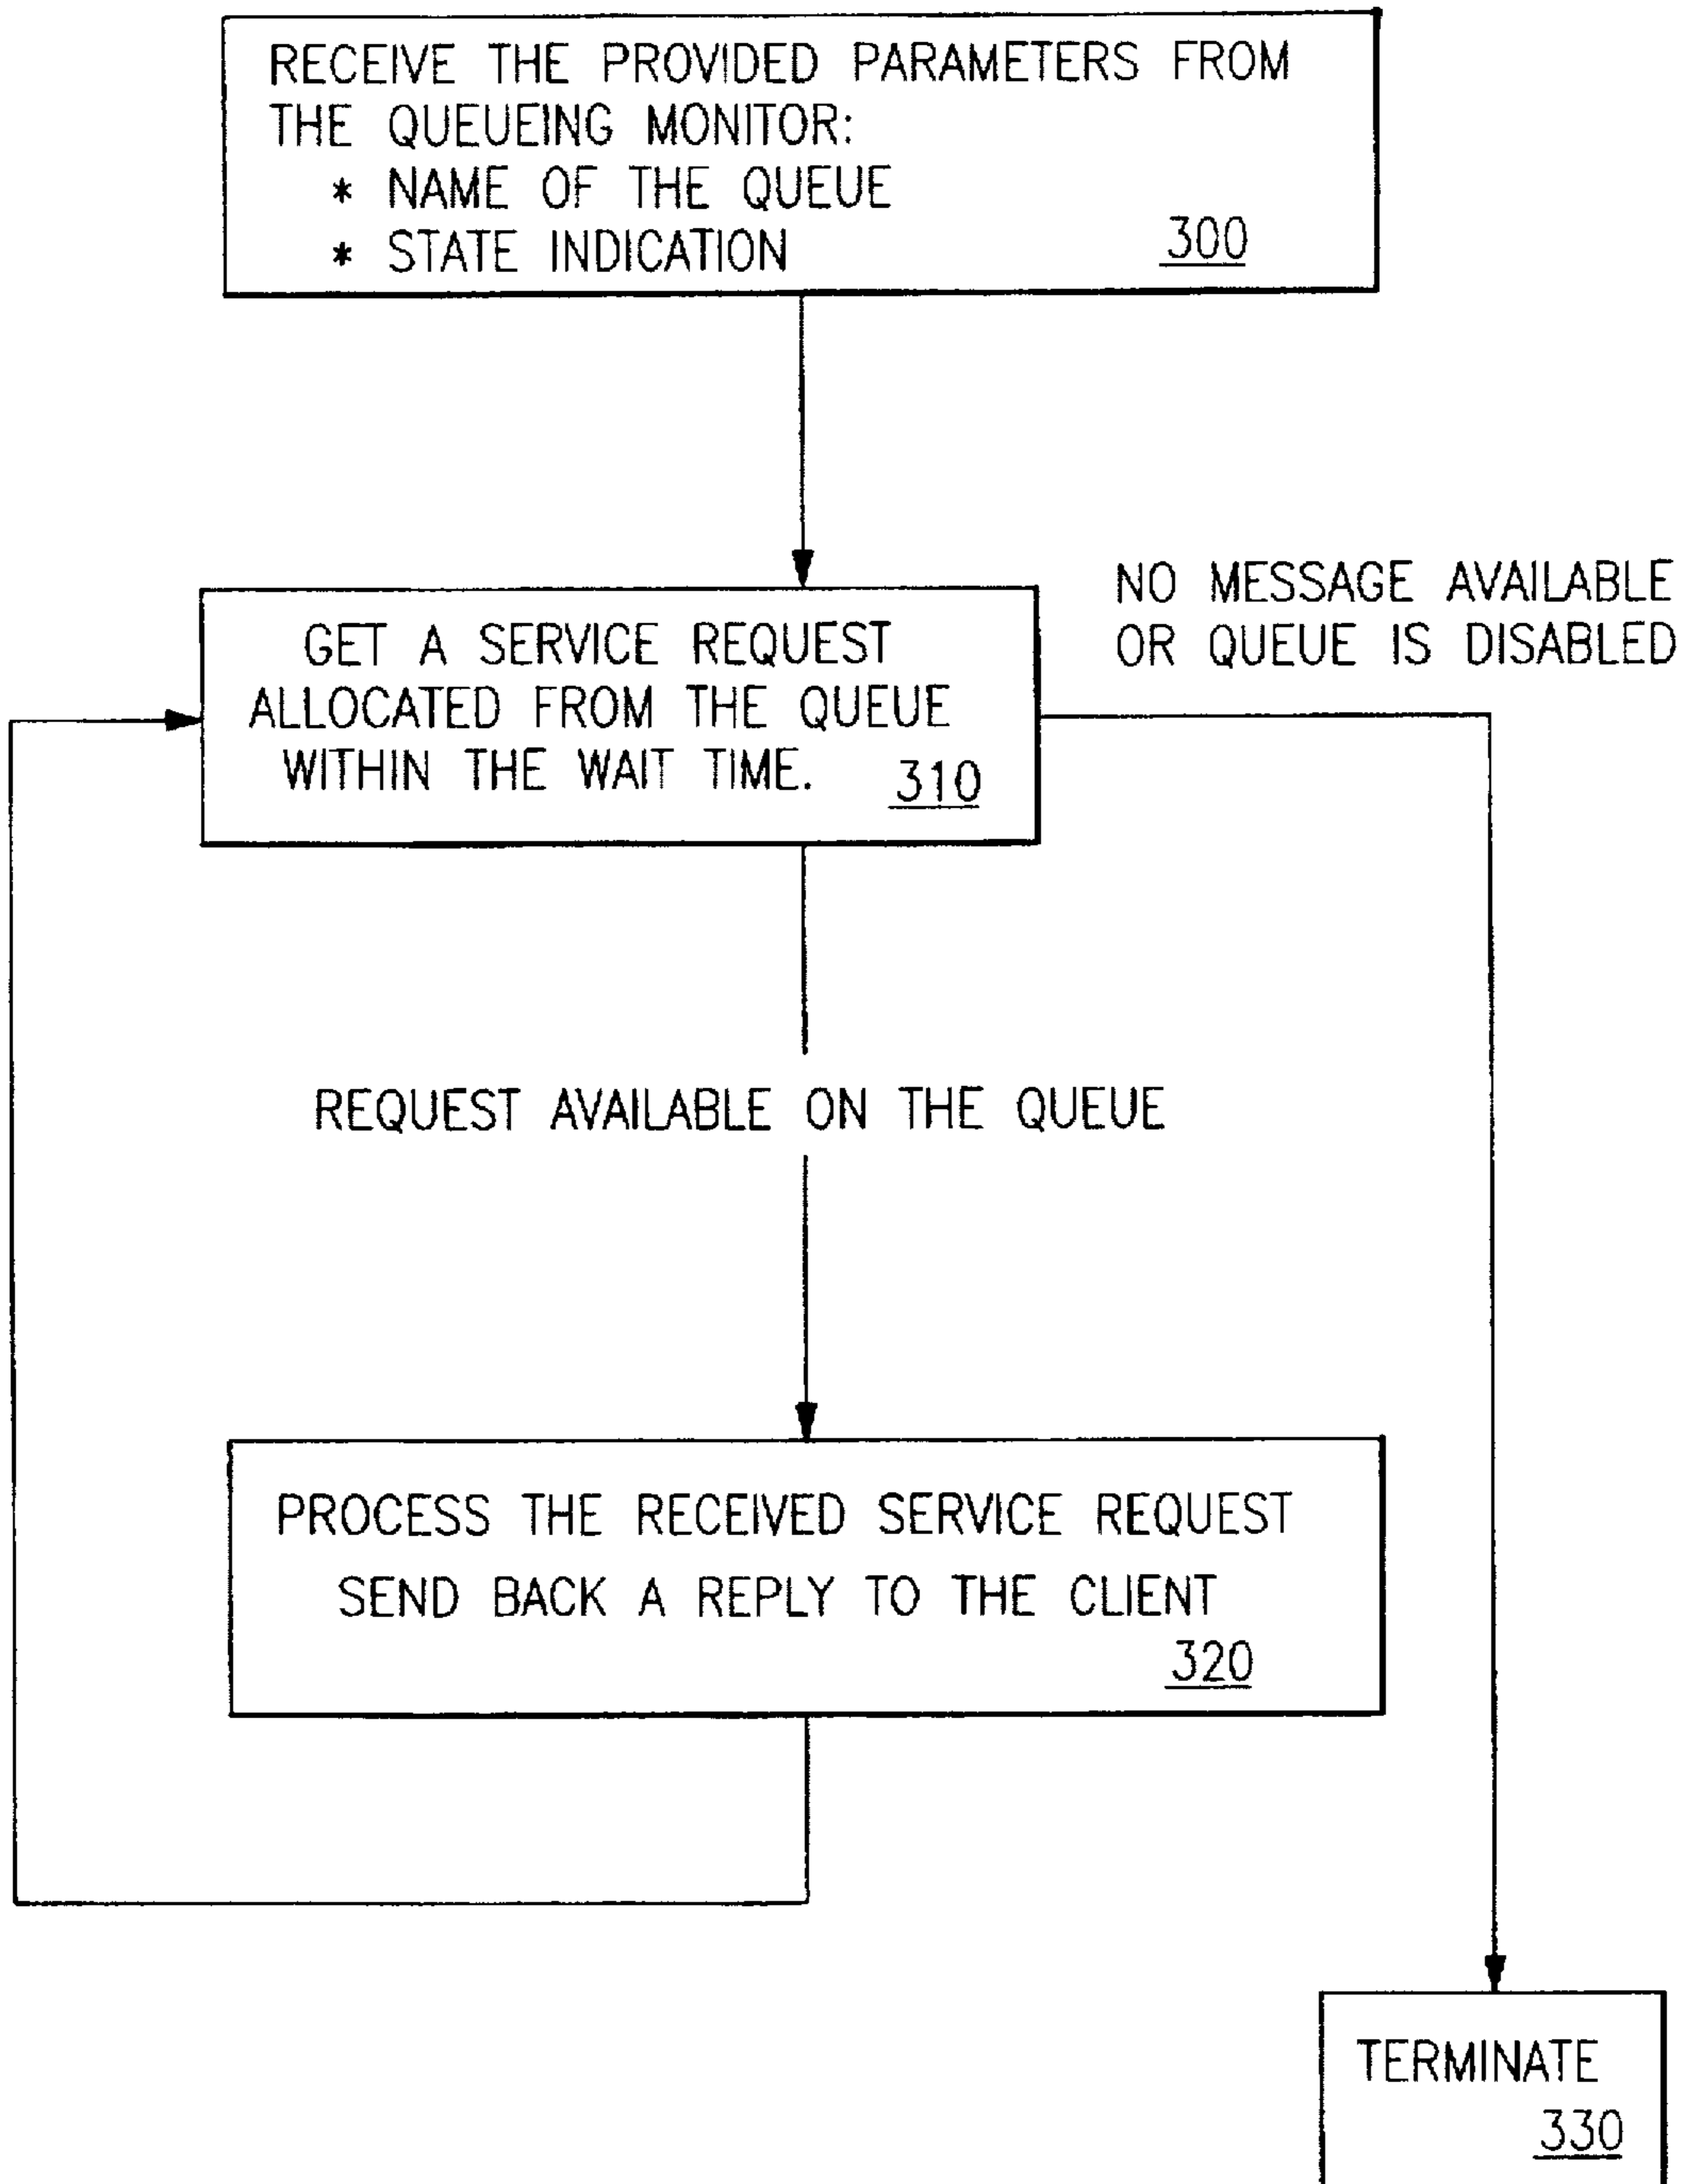 RECEIVE THE PROVIDED PARAMETERS FROM
THE QUEUEING MONITOR:
* NAME OF THE QUEUE
* STATE INDICATION
300
NO MESSAGE AVAILABLE
OR QUEUE IS DISABLED
GET A SERVICE REQUEST
ALLOCATED FROM THE QUEUE
WITHIN THE WAIT TIME.
310
REQUEST AVAILABLE ON THE QUEUE
PROCESS THE RECEIVED SERVICE REQUEST
SEND BACK A REPLY TO THE CLIENT
320
TERMINATE
330